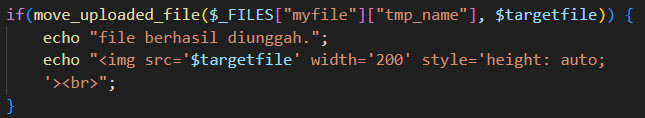 if(move_uploaded_file($_FILES["myfile"]["tmp_name"], $targetfile)) {
echo "file berhasil diunggah.";
echo "<img src='$targetfile' width='200' style='height: auto;
'><br>";
}